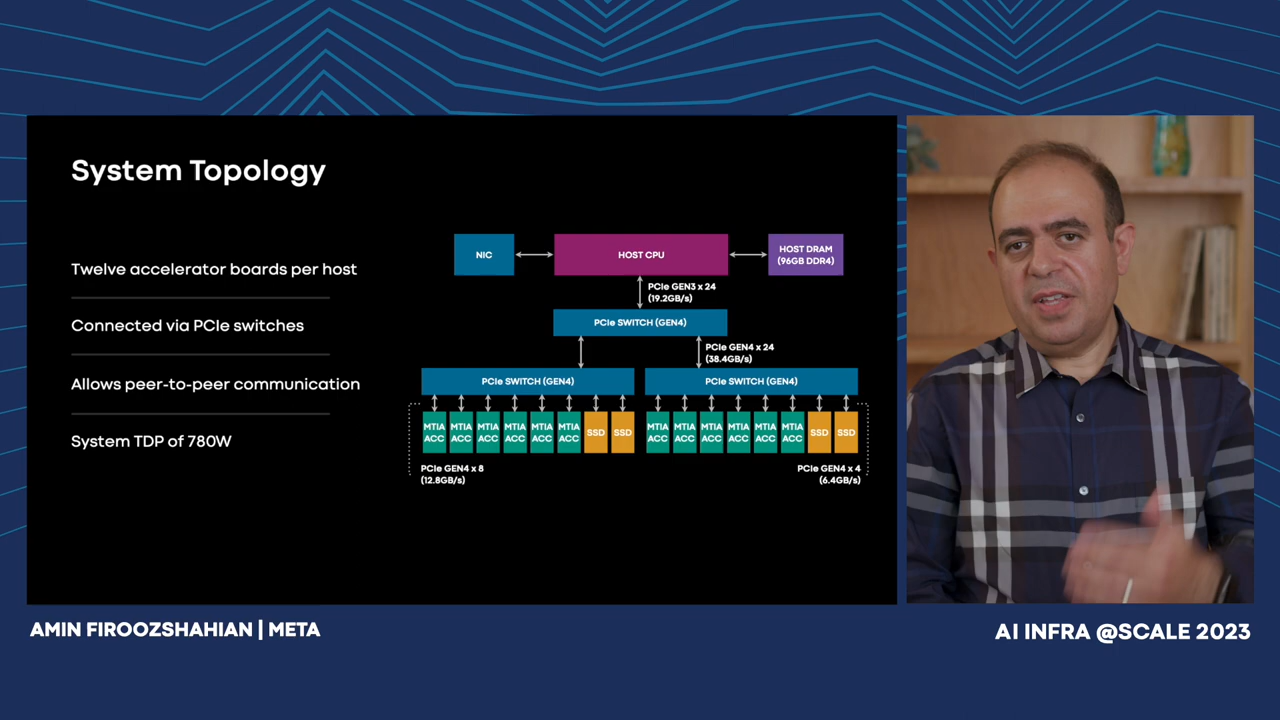 System Topology
Twelve accelerator boards per host
Connected via PCIe switches
Allows peer-to-peer communication
System TDP of 780W
NIC
HOST CPU
HOST DRAM
(96GB DDR4)
PCIe GEN3 x 24
(19.2GB/s)
PCIe SWITCH (GEN4)
PCIe GEN4 x 24
(38.4GB/s)
PCIe SWITCH (GEN4)
PCIe SWITCH (GEN4)
MTIA ACC
MTIA ACC
MTIA ACC
MTIA ACC
MTIA ACC
MTIA ACC
SSD
SSD
MTIA ACC
MTIA ACC
MTIA ACC
MTIA ACC
MTIA ACC
MTIA ACC
SSD
SSD
PCIe GEN4 x 8
(12.8GB/s)
PCIe GEN4 x 4
(6.4GB/s)
AMIN FIROOZSHAHIAN | META
AI INFRA @SCALE 2023